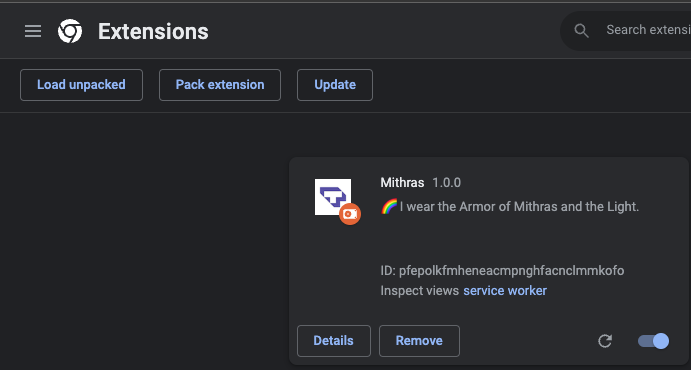 Extensions
Search extensi
Load unpacked
Pack extension
Update
Mithras 1.0.0
🌈 I wear the Armor of Mithras and the Light.
ID: pfepolkfmheneacmpnghfacnclmmkofo
Inspect views service worker
Details
Remove